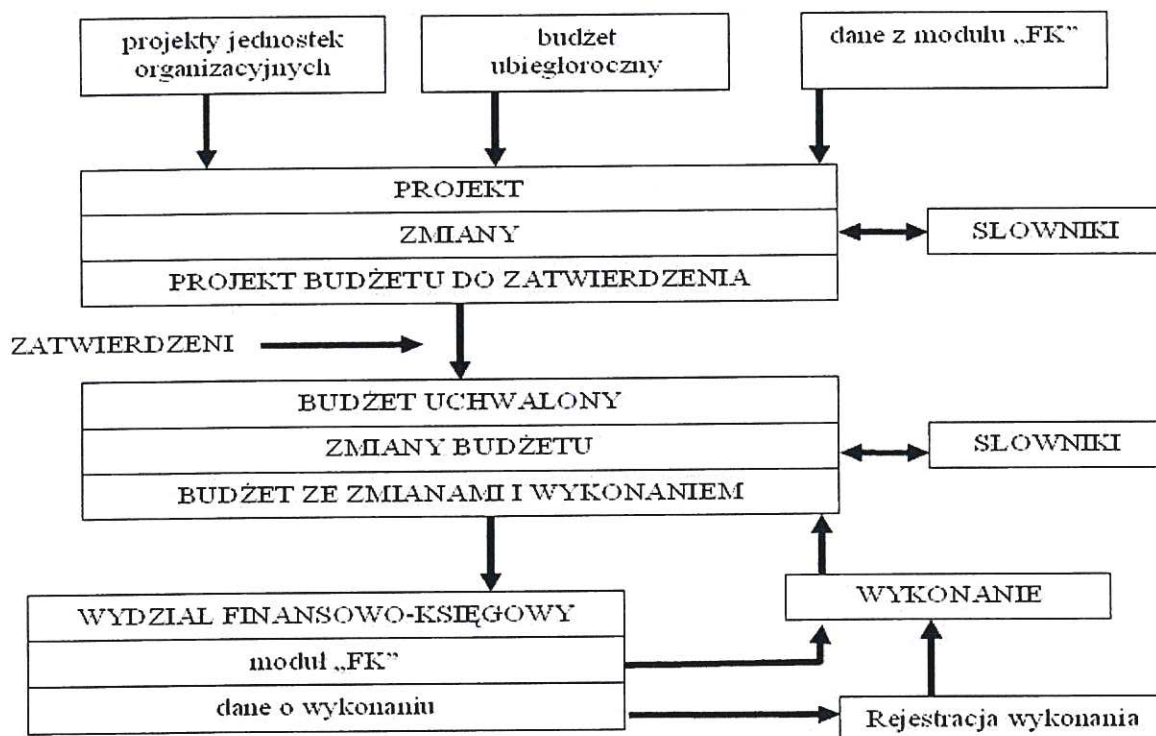 projekty jednostek
organizacyjnych
budżet
ubiegłoroczny
dane z modulu „FK”
PROJEKT
ZMIANY
SŁOWNIKI
PROJEKT BUDŻETU DO ZATWIERDZENIA
ZATWIERDZENI
BUDŻET UCHWALONY
ZMIANY BUDŻETU
SŁOWNIKI
BUDŻET ZE ZMIANAMI I WYKONANIEM
WYDZIAŁ FINANSOWO-KSIĘGOWY
WYKONANIE
moduł „FK”
dane o wykonaniu
Rejestracja wykonania